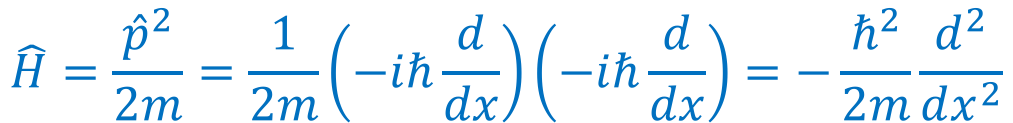 Ĥ = p̂²/2m = 1/2m (−iħ d/dx)(−iħ d/dx) = − ħ²/2m d²/dx²